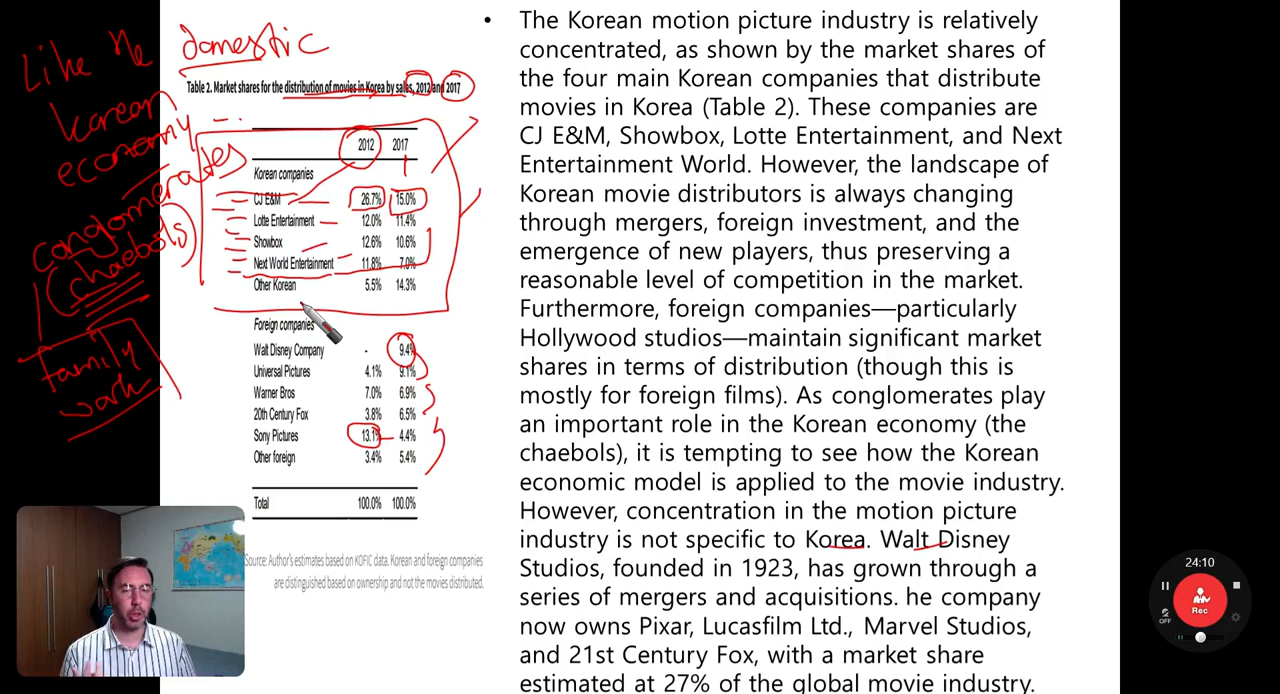 Like the
Korean
economy
conglomerates
(chaebols)
Family
work
domestic
Table 2. Market shares for the distribution of movies in Korea by sales, 2012 and 2017
2012 2017
Korean companies
CJ E&M 26.7% 15.0%
Lotte Entertainment 12.0% 11.4%
Showbox 12.6% 10.6%
Next World Entertainment 11.8% 7.0%
Other Korean 5.5% 14.3%
Foreign companies
Walt Disney Company - 9.4%
Universal Pictures 4.1% 9.1%
Warner Bros 7.0% 6.9%
20th Century Fox 3.8% 6.5%
Sony Pictures 13.1% 4.4%
Other foreign 3.4% 5.4%
Total 100.0% 100.0%
Source: Author's estimates based on KOFIC data. Korean and foreign companies
are distinguished based on ownership and not the movies distributed.
• The Korean motion picture industry is relatively
concentrated, as shown by the market shares of
the four main Korean companies that distribute
movies in Korea (Table 2). These companies are
CJ E&M, Showbox, Lotte Entertainment, and Next
Entertainment World. However, the landscape of
Korean movie distributors is always changing
through mergers, foreign investment, and the
emergence of new players, thus preserving a
reasonable level of competition in the market.
Furthermore, foreign companies—particularly
Hollywood studios—maintain significant market
shares in terms of distribution (though this is
mostly for foreign films). As conglomerates play
an important role in the Korean economy (the
chaebols), it is tempting to see how the Korean
economic model is applied to the movie industry.
However, concentration in the motion picture
industry is not specific to Korea. Walt Disney
Studios, founded in 1923, has grown through a
series of mergers and acquisitions. he company
now owns Pixar, Lucasfilm Ltd., Marvel Studios,
and 21st Century Fox, with a market share
estimated at 27% of the global movie industry.
24:10
Rec
OFF